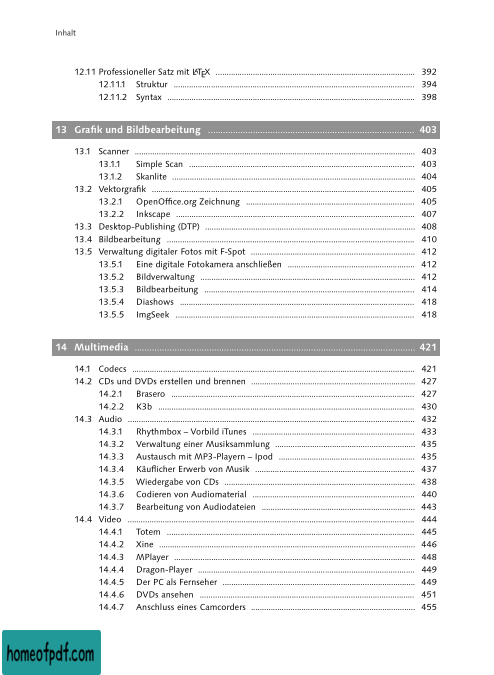 Inhalt
12.11 Professioneller Satz mit LATEX ........ 392
12.11.1 Struktur ........ 394
12.11.2 Syntax ........ 398
13 Grafik und Bildbearbeitung ........ 403
13.1 Scanner ........ 403
13.1.1 Simple Scan ........ 403
13.1.2 Skanlite ........ 404
13.2 Vektorgrafik ........ 405
13.2.1 OpenOffice.org Zeichnung ........ 405
13.2.2 Inkscape ........ 407
13.3 Desktop-Publishing (DTP) ........ 408
13.4 Bildbearbeitung ........ 410
13.5 Verwaltung digitaler Fotos mit F-Spot ........ 412
13.5.1 Eine digitale Fotokamera anschließen ........ 412
13.5.2 Bildverwaltung ........ 412
13.5.3 Bildbearbeitung ........ 414
13.5.4 Diashows ........ 418
13.5.5 ImgSeek ........ 418
14 Multimedia ........ 421
14.1 Codecs ........ 421
14.2 CDs und DVDs erstellen und brennen ........ 427
14.2.1 Brasero ........ 427
14.2.2 K3b ........ 430
14.3 Audio ........ 432
14.3.1 Rhythmbox – Vorbild iTunes ........ 433
14.3.2 Verwaltung einer Musiksammlung ........ 435
14.3.3 Austausch mit MP3-Playern – Ipod ........ 435
14.3.4 Käuflicher Erwerb von Musik ........ 437
14.3.5 Wiedergabe von CDs ........ 438
14.3.6 Codieren von Audiomaterial ........ 440
14.3.7 Bearbeitung von Audiodateien ........ 443
14.4 Video ........ 444
14.4.1 Totem ........ 445
14.4.2 Xine ........ 446
14.4.3 MPlayer ........ 448
14.4.4 Dragon-Player ........ 449
14.4.5 Der PC als Fernseher ........ 449
14.4.6 DVDs ansehen ........ 451
14.4.7 Anschluss eines Camcorders ........ 455
homeofpdf.com